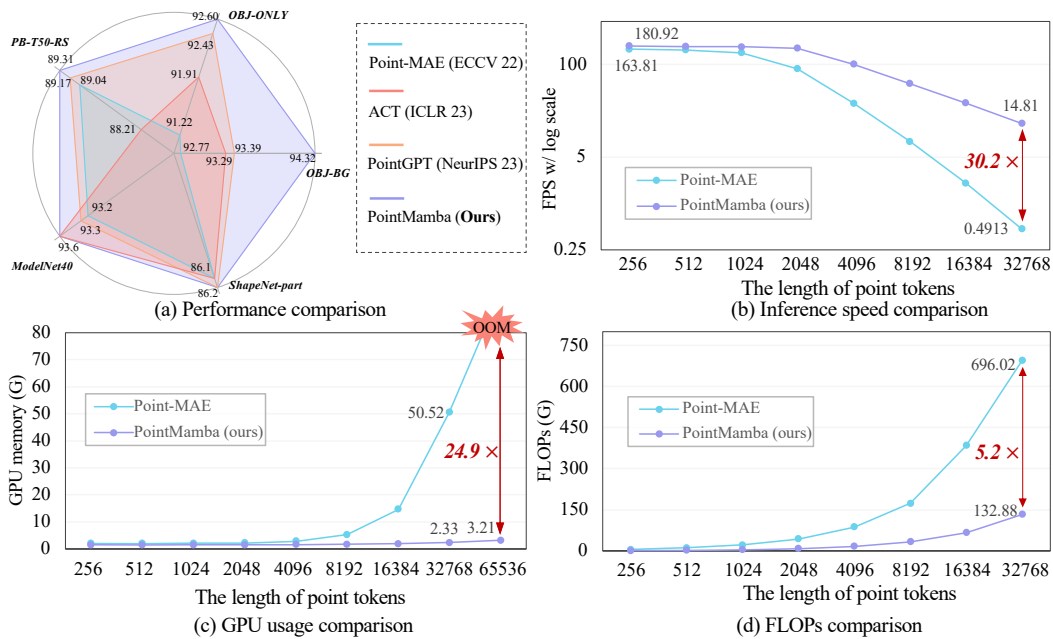 92.60
OBJ-ONLY
92.43
PB-T50-RS
89.31
89.17
89.04
91.91
88.21
91.22
92.77
93.29
93.39
94.32
OBJ-BG
93.2
93.3
93.6
ModelNet40
86.1
86.2
ShapeNet-part
Point-MAE (ECCV 22)
ACT (ICLR 23)
PointGPT (NeurIPS 23)
PointMamba (Ours)
(a) Performance comparison
FPS w/ log scale
100
5
0.25
180.92
163.81
14.81
30.2 ×
0.4913
Point-MAE
PointMamba (ours)
256 512 1024 2048 4096 8192 16384 32768
The length of point tokens
(b) Inference speed comparison
GPU memory (G)
80
70
60
50
40
30
20
10
0
OOM
Point-MAE
PointMamba (ours)
50.52
24.9 ×
2.33 3.21
256 512 1024 2048 4096 8192 16384 32768 65536
The length of point tokens
(c) GPU usage comparison
FLOPs (G)
750
600
450
300
150
0
696.02
Point-MAE
PointMamba (ours)
5.2 ×
132.88
256 512 1024 2048 4096 8192 16384 32768
The length of point tokens
(d) FLOPs comparison